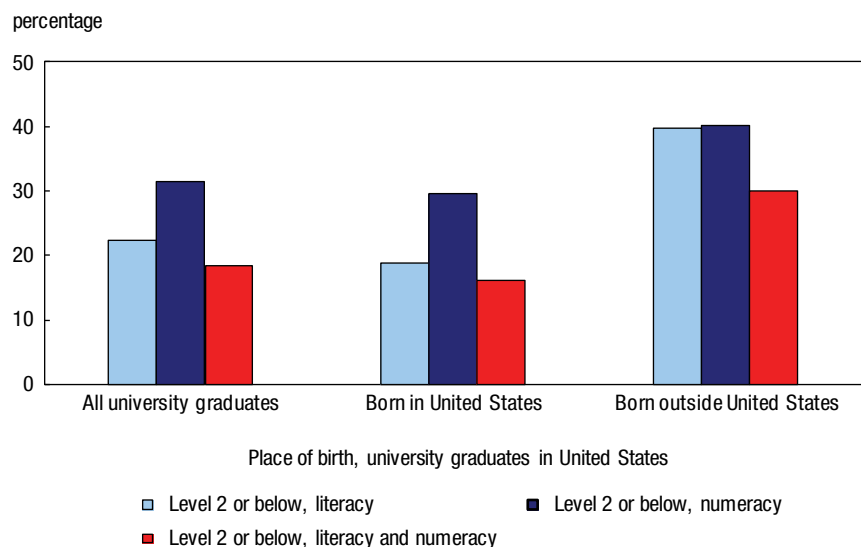 percentage
50
40
30
20
10
0
All university graduates
Born in United States
Born outside United States
Place of birth, university graduates in United States
Level 2 or below, literacy
Level 2 or below, numeracy
Level 2 or below, literacy and numeracy